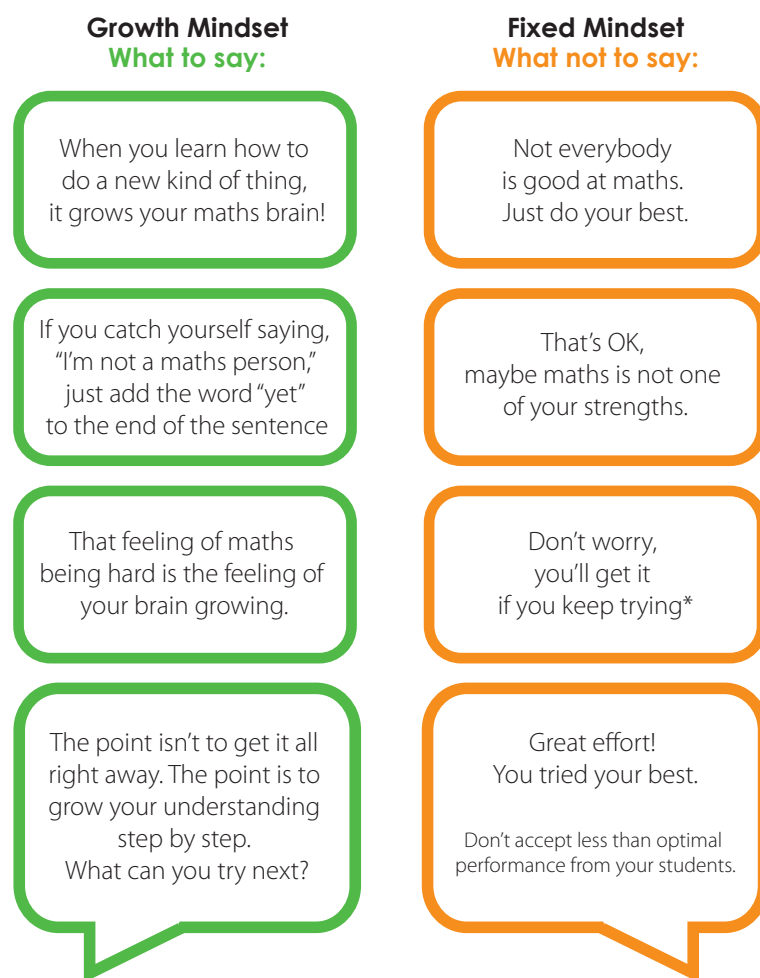 Growth Mindset
What to say:
When you learn how to
do a new kind of thing,
it grows your maths brain!
If you catch yourself saying,
“I’m not a maths person,”
just add the word “yet”
to the end of the sentence
That feeling of maths
being hard is the feeling of
your brain growing.
The point isn’t to get it all
right away. The point is to
grow your understanding
step by step.
What can you try next?
Fixed Mindset
What not to say:
Not everybody
is good at maths.
Just do your best.
That’s OK,
maybe maths is not one
of your strengths.
Don’t worry,
you’ll get it
if you keep trying*
Great effort!
You tried your best.
Don’t accept less than optimal
performance from your students.